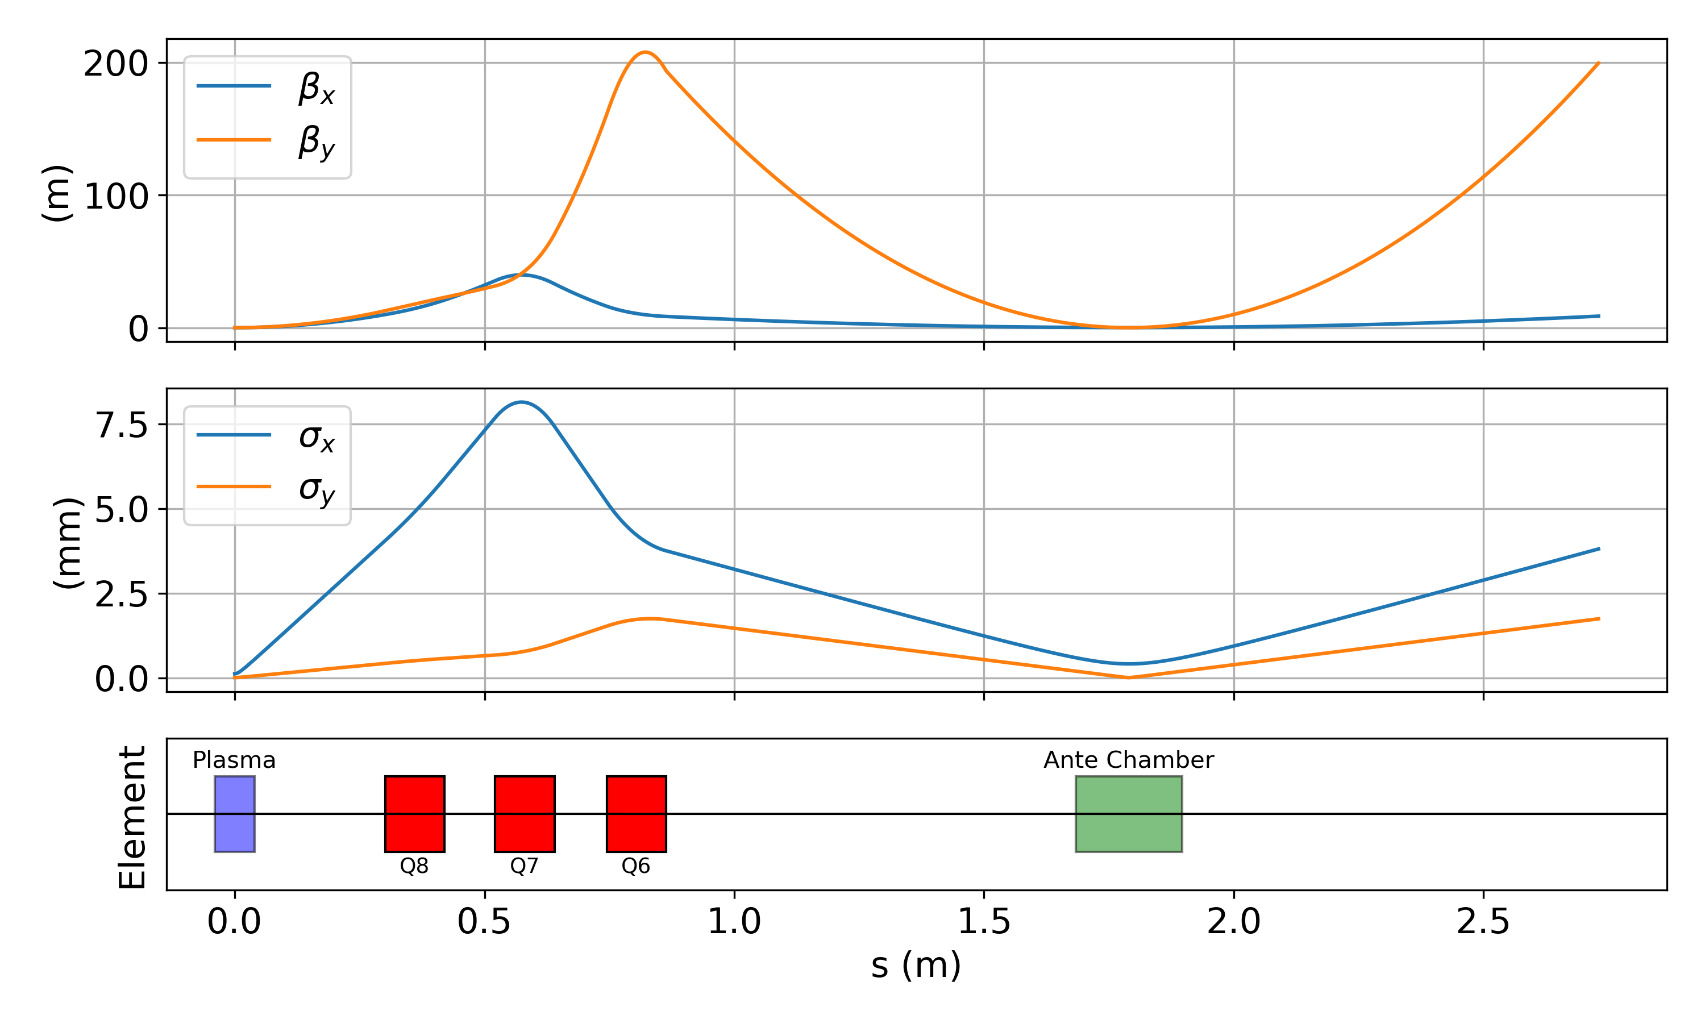 200
100
0
(m)
βx
βy
7.5
5.0
2.5
0.0
(mm)
σx
σy
Element
Plasma
Ante Chamber
Q8
Q7
Q6
0.0 0.5 1.0 1.5 2.0 2.5
s (m)